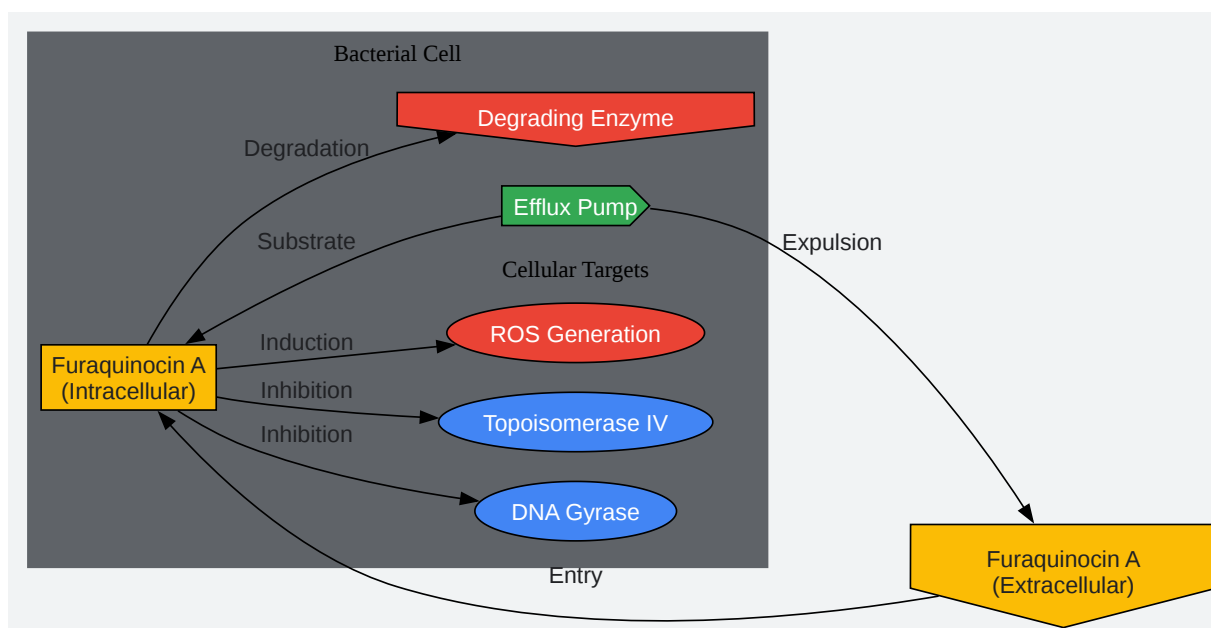 Bacterial Cell
Degrading Enzyme
Degradation
Efflux Pump
Substrate
Expulsion
Cellular Targets
ROS Generation
Induction
Furaquinocin A
(Intracellular)
Inhibition
Topoisomerase IV
Inhibition
DNA Gyrase
Furaquinocin A
(Extracellular)
Entry